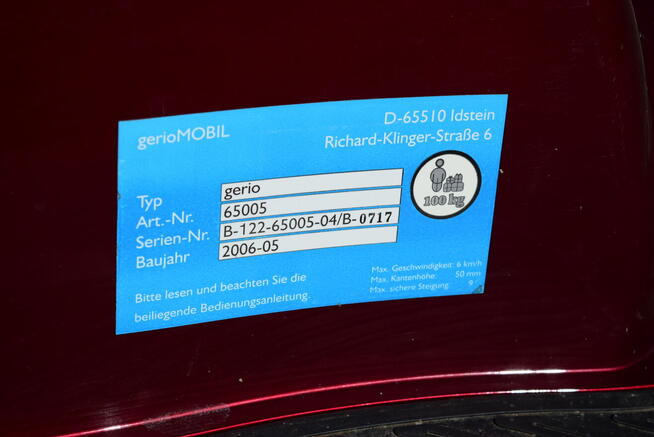 gerioMOBIL
D-65510 Idstein
Richard-Klinger-Straße 6
Typ gerio
Art.-Nr. 65005
Serien-Nr. B-122-65005-04/B-0717
Baujahr 2006-05
100 kg
Bitte lesen und beachten Sie die
beiliegende Bedienungsanleitung.
Max. Geschwindigkeit: 6 km/h
Max. Kantenhöhe: 50 mm
Max. sichere Steigung: 9°